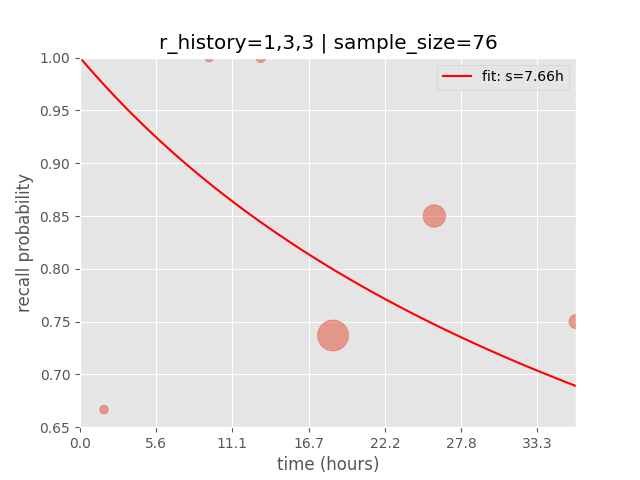 r_history=1,3,3 | sample_size=76
1.00
0.95
0.90
0.85
0.80
0.75
0.70
0.65
recall probability
fit: s=7.66h
0.0 5.6 11.1 16.7 22.2 27.8 33.3
time (hours)